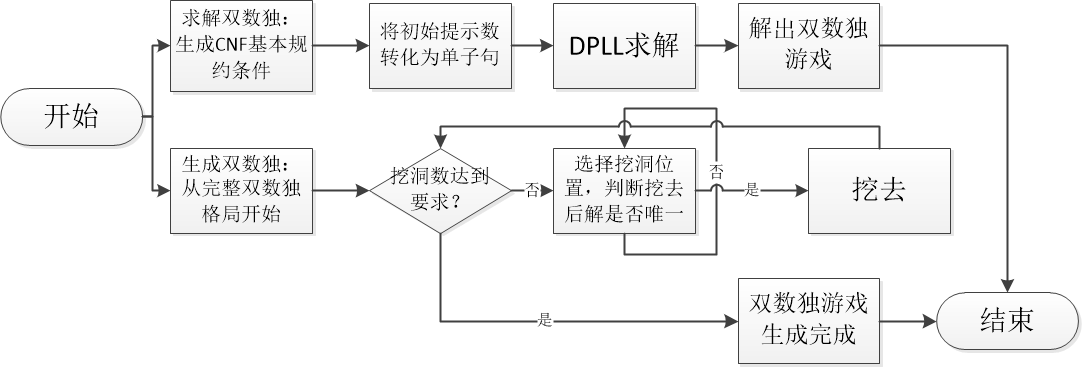 求解双数独：
生成CNF基本规
约条件
将初始提示数
转化为单子句
DPLL求解
解出双数独
游戏
开始
生成双数独：
从完整双数独
格局开始
挖洞数达到
要求？
否
选择挖洞位
置，判断挖去
后解是否唯一
否
是
挖去
是
双数独游戏
生成完成
结束